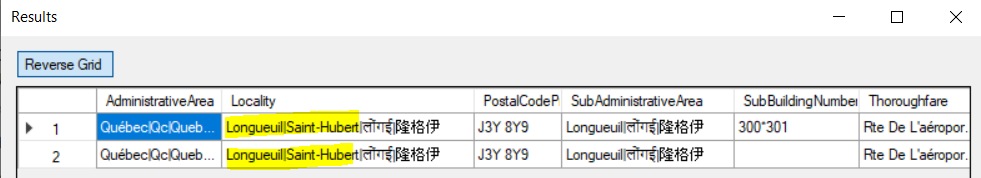 Results
Reverse Grid
AdministrativeArea Locality PostalCodeP SubAdministrativeArea SubBuildingNumber Thoroughfare
1 Québec|Qc|Queb... Longueuil|Saint-Hubert|लोंगई|隆格伊 J3Y 8Y9 Longueuil|लोंगई|隆格伊 300*301 Rte De L'aéropor.
2 Québec|Qc|Queb... Longueuil|Saint-Hubert|लोंगई|隆格伊 J3Y 8Y9 Longueuil|लोंगई|隆格伊 Rte De L'aéropor.